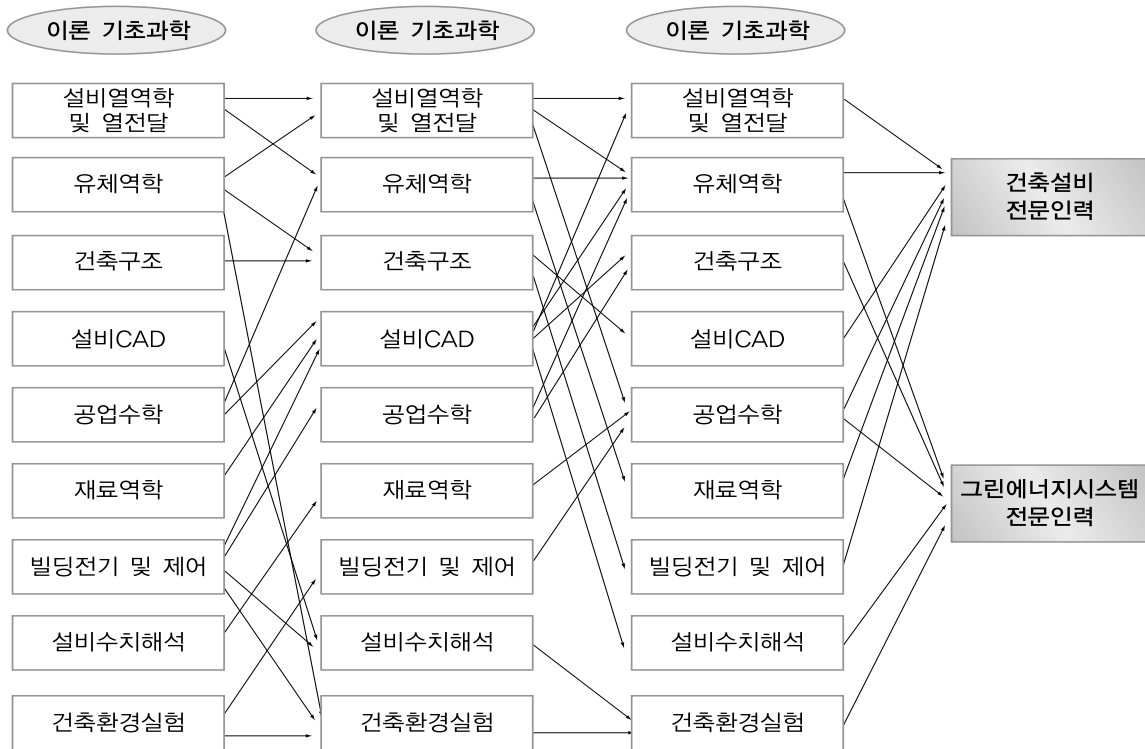 이론 기초과학
설비열역학
및 열전달
유체역학
건축구조
설비CAD
공업수학
재료역학
빌딩전기 및 제어
설비수치해석
건축환경실험
이론 기초과학
설비열역학
및 열전달
유체역학
건축구조
설비CAD
공업수학
재료역학
빌딩전기 및 제어
설비수치해석
건축환경실험
이론 기초과학
설비열역학
및 열전달
유체역학
건축구조
설비CAD
공업수학
재료역학
빌딩전기 및 제어
설비수치해석
건축환경실험
건축설비
전문인력
그린에너지시스템
전문인력